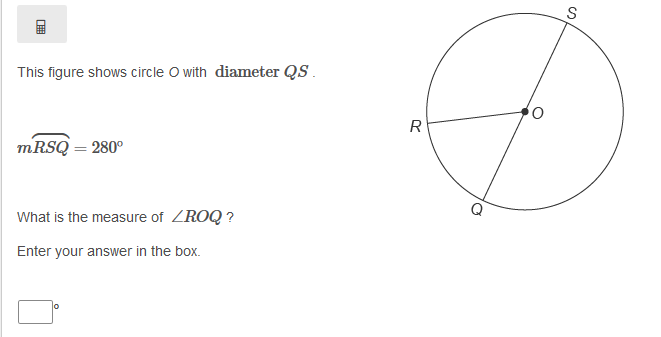 This figure shows circle O with diameter QS .
mRSQ = 280°
What is the measure of ∠ROQ ?
Enter your answer in the box.
°
S
O
R
Q